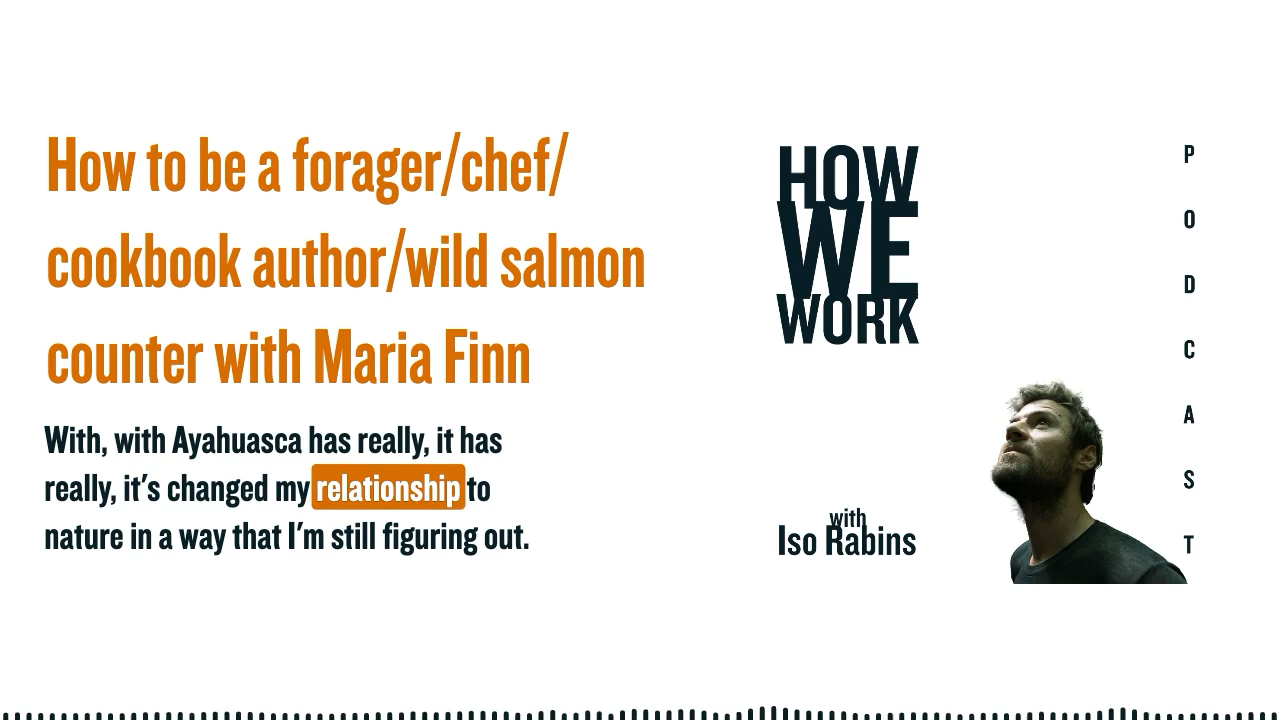 How to be a forager/chef/
cookbook author/wild salmon
counter with Maria Finn
With, with Ayahuasca has really, it has
really, it's changed my relationship to
nature in a way that I'm still figuring out.
HOW
WE
WORK
with
Iso Rabins
PODCAST